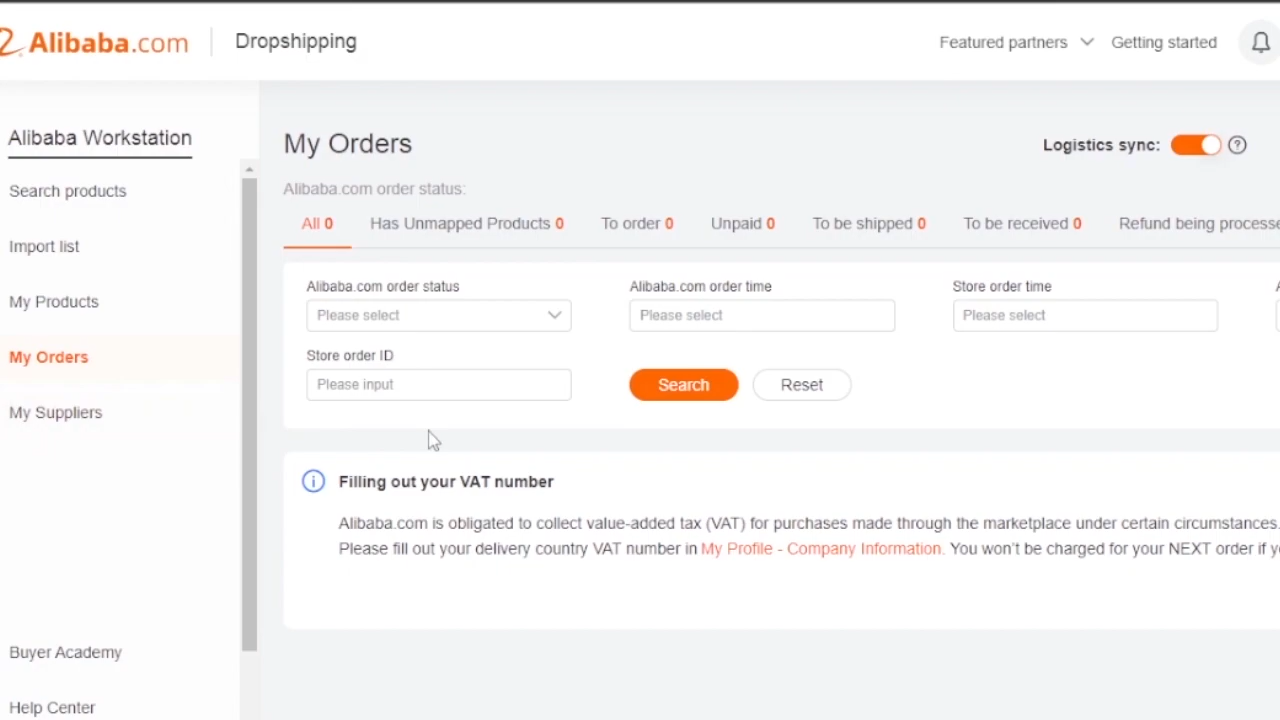 Alibaba.com Dropshipping Featured partners Getting started
Alibaba Workstation
Search products
Import list
My Products
My Orders
My Suppliers
Buyer Academy
Help Center
My Orders Logistics sync:
Alibaba.com order status:
All 0 Has Unmapped Products 0 To order 0 Unpaid 0 To be shipped 0 To be received 0 Refund being processe
Alibaba.com order status Alibaba.com order time Store order time
Please select Please select Please select
Store order ID
Please input Search Reset
Filling out your VAT number
Alibaba.com is obligated to collect value-added tax (VAT) for purchases made through the marketplace under certain circumstances.
Please fill out your delivery country VAT number in My Profile - Company Information. You won't be charged for your NEXT order if